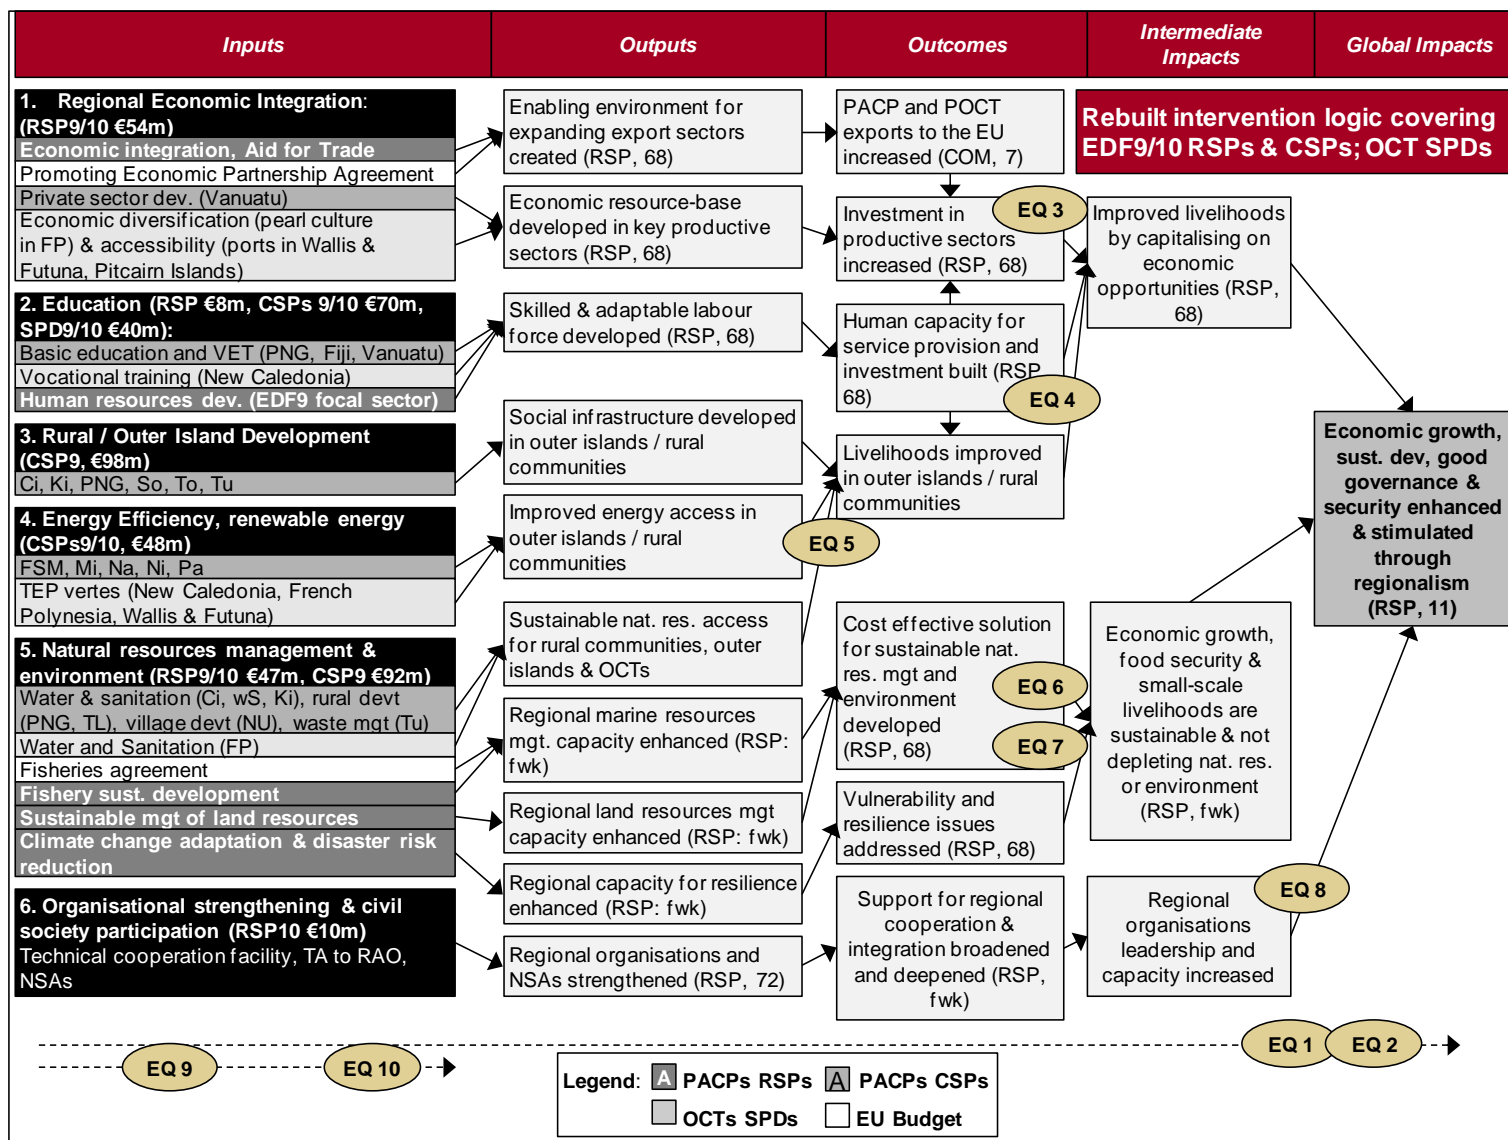 Inputs
Outputs
Outcomes
Intermediate
Impacts
Global Impacts
1. Regional Economic Integration:
(RSP9/10 €54m)
Economic integration, Aid for Trade
Promoting Economic Partnership Agreement
Private sector dev. (Vanuatu)
Economic diversification (pearl culture
in FP) & accessibility (ports in Wallis &
Futuna, Pitcairn Islands)
2. Education (RSP €8m, CSPs 9/10 €70m,
SPD9/10 €40m):
Basic education and VET (PNG, Fiji, Vanuatu)
Vocational training (New Caledonia)
Human resources dev. (EDF9 focal sector)
3. Rural / Outer Island Development
(CSP9, €98m)
Ci, Ki, PNG, So, To, Tu
4. Energy Efficiency, renewable energy
(CSPs9/10, €48m)
FSM, Mi, Na, Ni, Pa
TEP vertes (New Caledonia, French
Polynesia, Wallis & Futuna)
5. Natural resources management &
environment (RSP9/10 €47m, CSP9 €92m)
Water & sanitation (Ci, wS, Ki), rural devt
(PNG, TL), village devt (NU), waste mgt (Tu)
Water and Sanitation (FP)
Fisheries agreement
Fishery sust. development
Sustainable mgt of land resources
Climate change adaptation & disaster risk
reduction
6. Organisational strengthening & civil
society participation (RSP10 €10m)
Technical cooperation facility, TA to RAO,
NSAs
Enabling environment for
expanding export sectors
created (RSP, 68)
Economic resource-base
developed in key productive
sectors (RSP, 68)
Skilled & adaptable labour
force developed (RSP, 68)
Social infrastructure developed
in outer islands / rural
communities
Improved energy access in
outer islands / rural
communities
Sustainable nat. res. access
for rural communities, outer
islands & OCTs
Regional marine resources
mgt. capacity enhanced (RSP:
fwk)
Regional land resources mgt
capacity enhanced (RSP: fwk)
Regional capacity for resilience
enhanced (RSP: fwk)
Regional organisations and
NSAs strengthened (RSP, 72)
PACP and POCT
exports to the EU
increased (COM, 7)
Investment in
productive sectors
increased (RSP, 68)
Human capacity for
service provision and
investment built (RSP
68)
Livelihoods improved
in outer islands / rural
communities
Cost effective solution
for sustainable nat.
res. mgt and
environment
developed
(RSP, 68)
Vulnerability and
resilience issues
addressed (RSP, 68)
Support for regional
cooperation &
integration broadened
and deepened (RSP,
fwk)
Rebuilt intervention logic covering
EDF9/10 RSPs & CSPs; OCT SPDs
Improved livelihoods
by capitalising on
economic
opportunities (RSP,
68)
Economic growth,
food security &
small-scale
livelihoods are
sustainable & not
depleting nat. res.
or environment
(RSP, fwk)
Regional
organisations
leadership and
capacity increased
Economic growth,
sust. dev, good
governance &
security enhanced
& stimulated
through
regionalism
(RSP, 11)
EQ 3
EQ 4
EQ 5
EQ 6
EQ 7
EQ 8
EQ 1
EQ 2
EQ 9
EQ 10
Legend:
A PACPs RSPs
A PACPs CSPs
OCTs SPDs
EU Budget